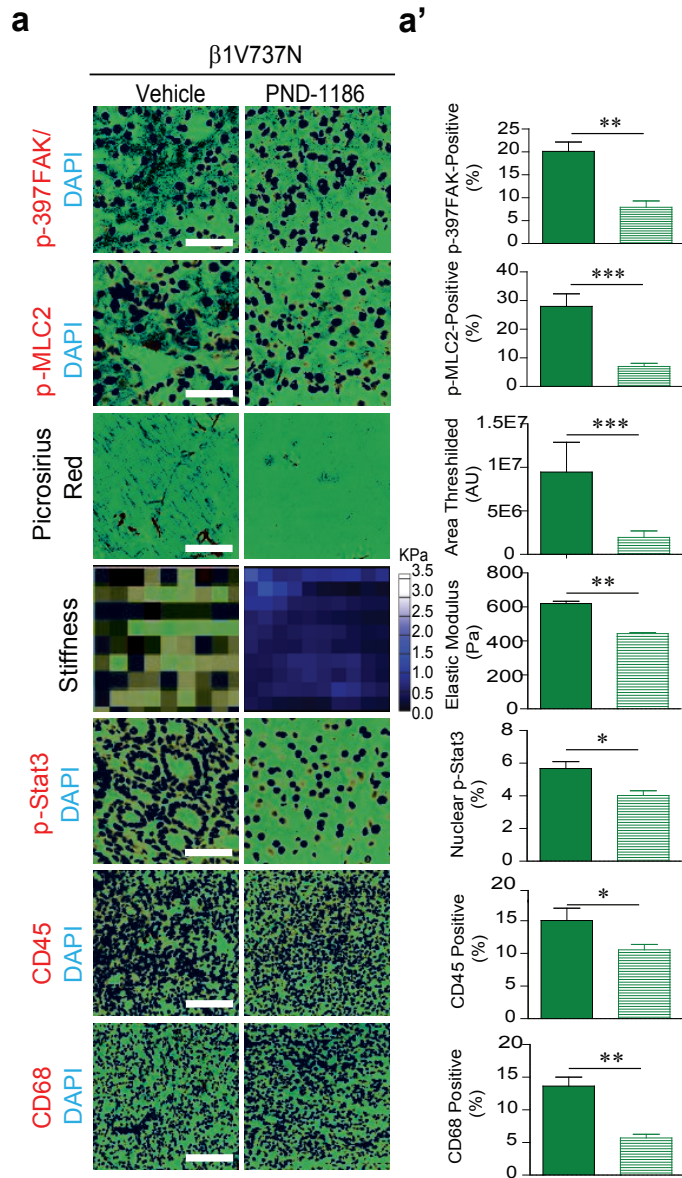 a
a'
β1V737N
Vehicle
PND-1186
p-397FAK/
DAPI
p-397FAK-Positive
(%)
25
20
15
10
5
0
**
p-MLC2
DAPI
p-MLC2-Positive
(%)
40
30
20
10
0
***
Picrosirius
Red
Area Threshilded
(AU)
1.5E7
1E7
5E6
0
***
Stiffness
KPa
3.5
3.0
2.5
2.0
1.5
1.0
0.0
Elastic Modulus
(Pa)
800
600
400
200
0
**
p-Stat3
DAPI
Nuclear p-Stat3
(%)
8
6
4
2
0
*
CD45
DAPI
CD45 Positive
(%)
20
15
10
5
0
*
CD68
DAPI
CD68 Positive
(%)
20
15
10
5
0
**